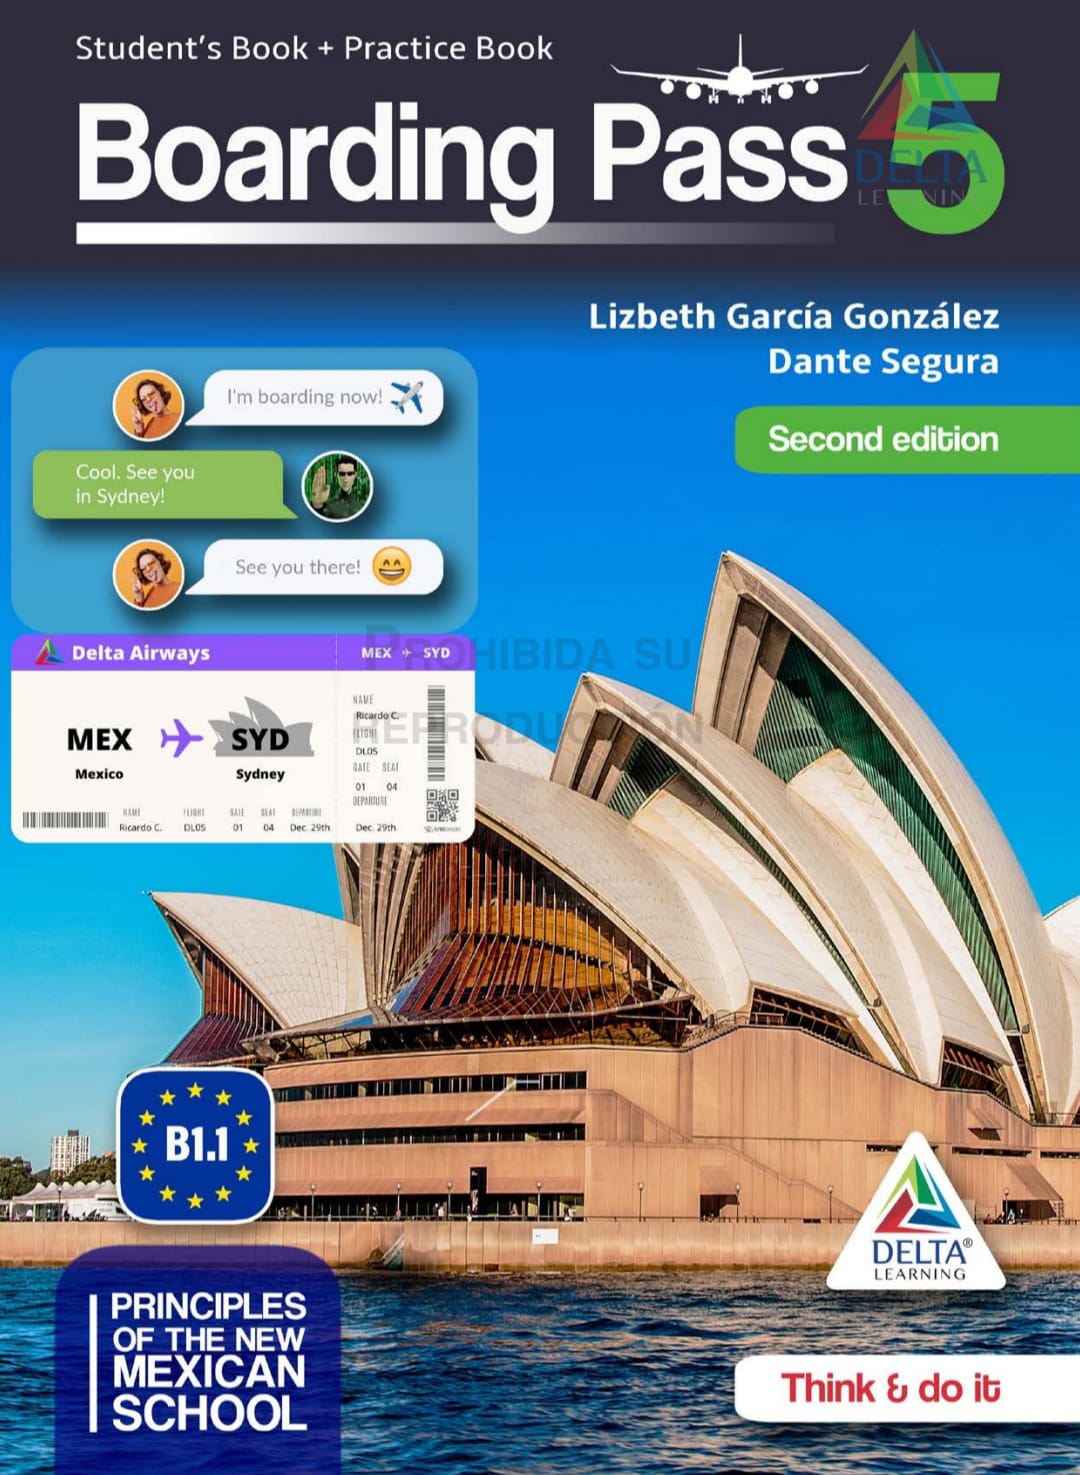 Student's Book + Practice Book
Boarding Pass 5
DELTA
LEARNING
Lizbeth García González
Dante Segura
Second edition
I'm boarding now!
Cool. See you
in Sydney!
See you there!
Delta Airways
MEX SYD
PROHIBIDA SU
REPRODUCCIÓN
MEX SYD
Mexico Sydney
NAME FLIGHT GATE SEAT DEPARTURE
Ricardo C. DL05 01 04 Dec. 29th
NAME
Ricardo C.
FLIGHT
DL05
GATE SEAT
01 04
DEPARTURE
Dec. 29th
B1.1
DELTA®
LEARNING
PRINCIPLES
OF THE NEW
MEXICAN
SCHOOL
Think & do it